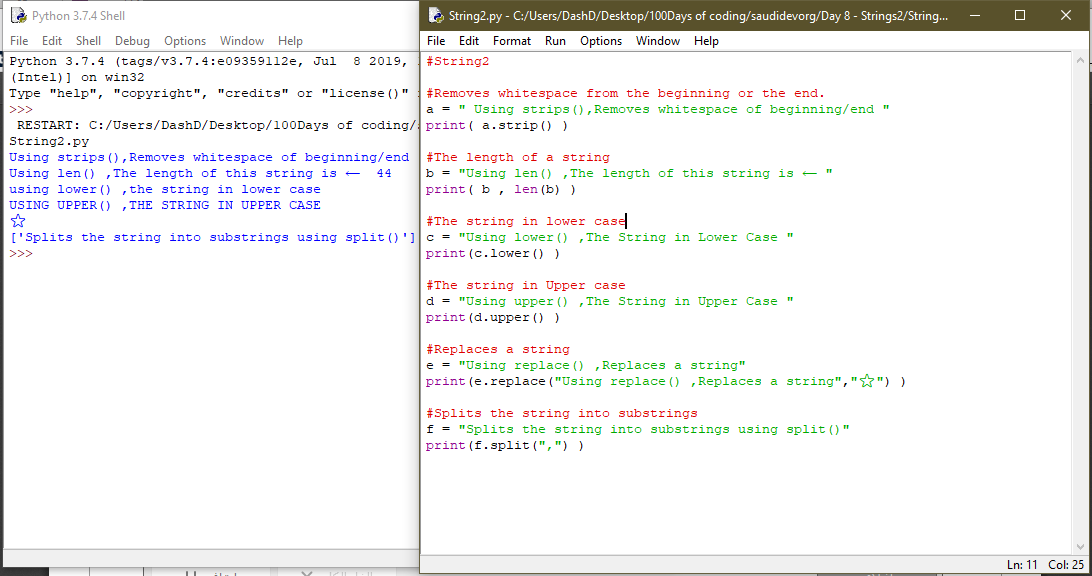 Python 3.7.4 Shell
File Edit Shell Debug Options Window Help
Python 3.7.4 (tags/v3.7.4:e09359112e, Jul  8 2019,
(Intel)] on win32
Type "help", "copyright", "credits" or "license()"
>>>
 RESTART: C:/Users/DashD/Desktop/100Days of coding/
String2.py
Using strips(),Removes whitespace of beginning/end
Using len() ,The length of this string is ←  44
using lower() ,the string in lower case
USING UPPER() ,THE STRING IN UPPER CASE
☆
['Splits the string into substrings using split()']
>>>
String2.py - C:/Users/DashD/Desktop/100Days of coding/saudidevorg/Day 8 - Strings2/String...
File Edit Format Run Options Window Help
#String2
#Removes whitespace from the beginning or the end.
a = " Using strips(),Removes whitespace of beginning/end "
print( a.strip() )
#The length of a string
b = "Using len() ,The length of this string is ← "
print( b , len(b) )
#The string in lower case
c = "Using lower() ,The String in Lower Case "
print(c.lower() )
#The string in Upper case
d = "Using upper() ,The String in Upper Case "
print(d.upper() )
#Replaces a string
e = "Using replace() ,Replaces a string"
print(e.replace("Using replace() ,Replaces a string","☆") )
#Splits the string into substrings
f = "Splits the string into substrings using split()"
print(f.split(",") )
Ln: 11 Col: 25